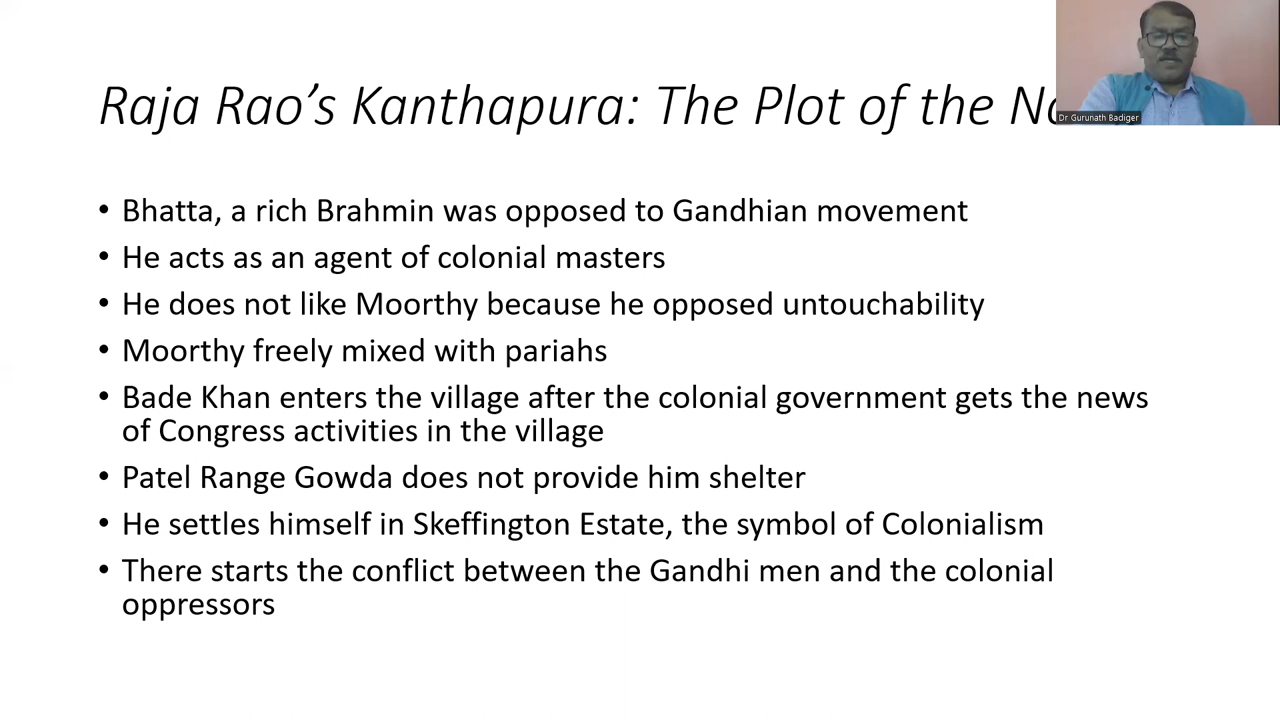 Raja Rao's Kanthapura: The Plot of the
Dr Gurunath Badiger
• Bhatta, a rich Brahmin was opposed to Gandhian movement
• He acts as an agent of colonial masters
• He does not like Moorthy because he opposed untouchability
• Moorthy freely mixed with pariahs
• Bade Khan enters the village after the colonial government gets the news
of Congress activities in the village
• Patel Range Gowda does not provide him shelter
• He settles himself in Skeffington Estate, the symbol of Colonialism
• There starts the conflict between the Gandhi men and the colonial
oppressors